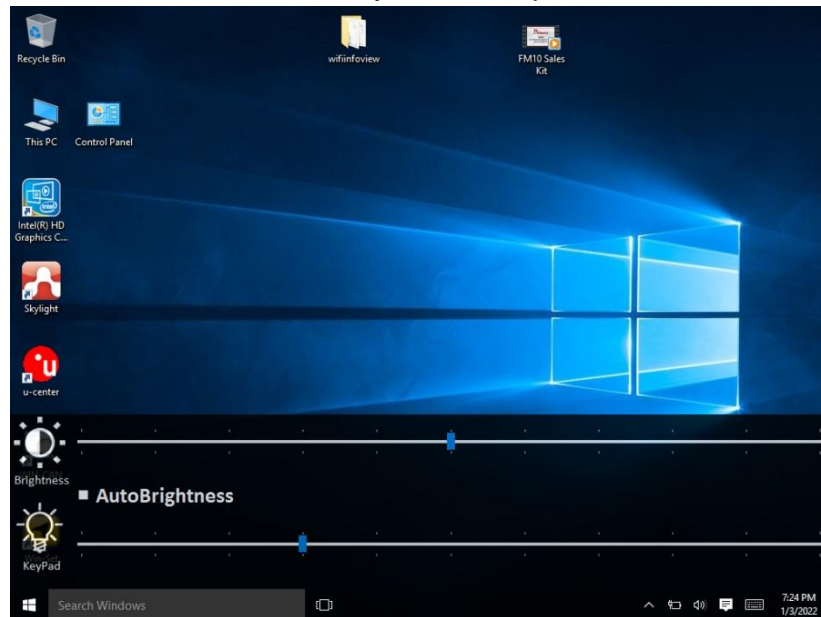 Recycle Bin
wifiinfoview
FM10 Sales
Kit
This PC
Control Panel
intel
Intel(R) HD
Graphics C...
Skylight
u
u-center
Brightness
AutoBrightness
KeyPad
Search Windows
7:24 PM
1/3/2022